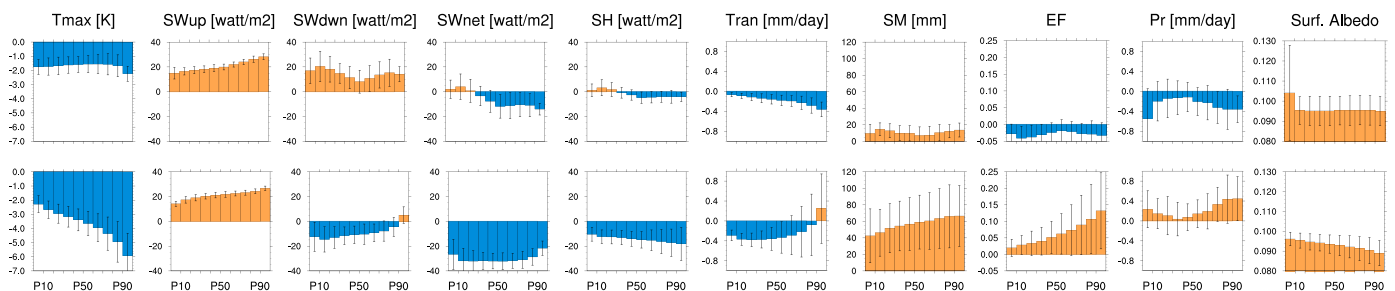 Tmax [K] SWup [watt/m2] SWdwn [watt/m2] SWnet [watt/m2] SH [watt/m2] Tran [mm/day] SM [mm] EF Pr [mm/day] Surf. Albedo
0.0 40 40 40 40 0.8 120 0.25 0.8 0.130
-1.0 20 20 20 20 0.4 100 0.20 0.4 0.120
-2.0 0 0 0 0 0.0 80 0.15 0.0 0.110
-3.0 -20 -20 -20 -20 -0.4 60 0.10 -0.4 0.100
-4.0 -40 -40 -40 -40 -0.8 40 0.05 -0.8 0.090
-5.0 20 0.00 0.080
-6.0 0 -0.05
-7.0
0.0 40 40 40 40 0.8 120 0.25 0.8 0.130
-1.0 20 20 20 20 0.4 100 0.20 0.4 0.120
-2.0 0 0 0 0 0.0 80 0.15 0.0 0.110
-3.0 -20 -20 -20 -20 -0.4 60 0.10 -0.4 0.100
-4.0 -40 -40 -40 -40 -0.8 40 0.05 -0.8 0.090
-5.0 20 0.00 0.080
-6.0 0 -0.05
-7.0
P10 P50 P90 P10 P50 P90 P10 P50 P90 P10 P50 P90 P10 P50 P90 P10 P50 P90 P10 P50 P90 P10 P50 P90 P10 P50 P90 P10 P50 P90